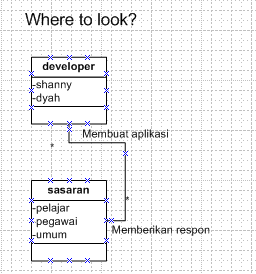 Where to look?
developer
-shanny
-dyah
Membuat aplikasi
*
sasaran
-pelajar
-pegawai
-umum
*
Memberikan respon